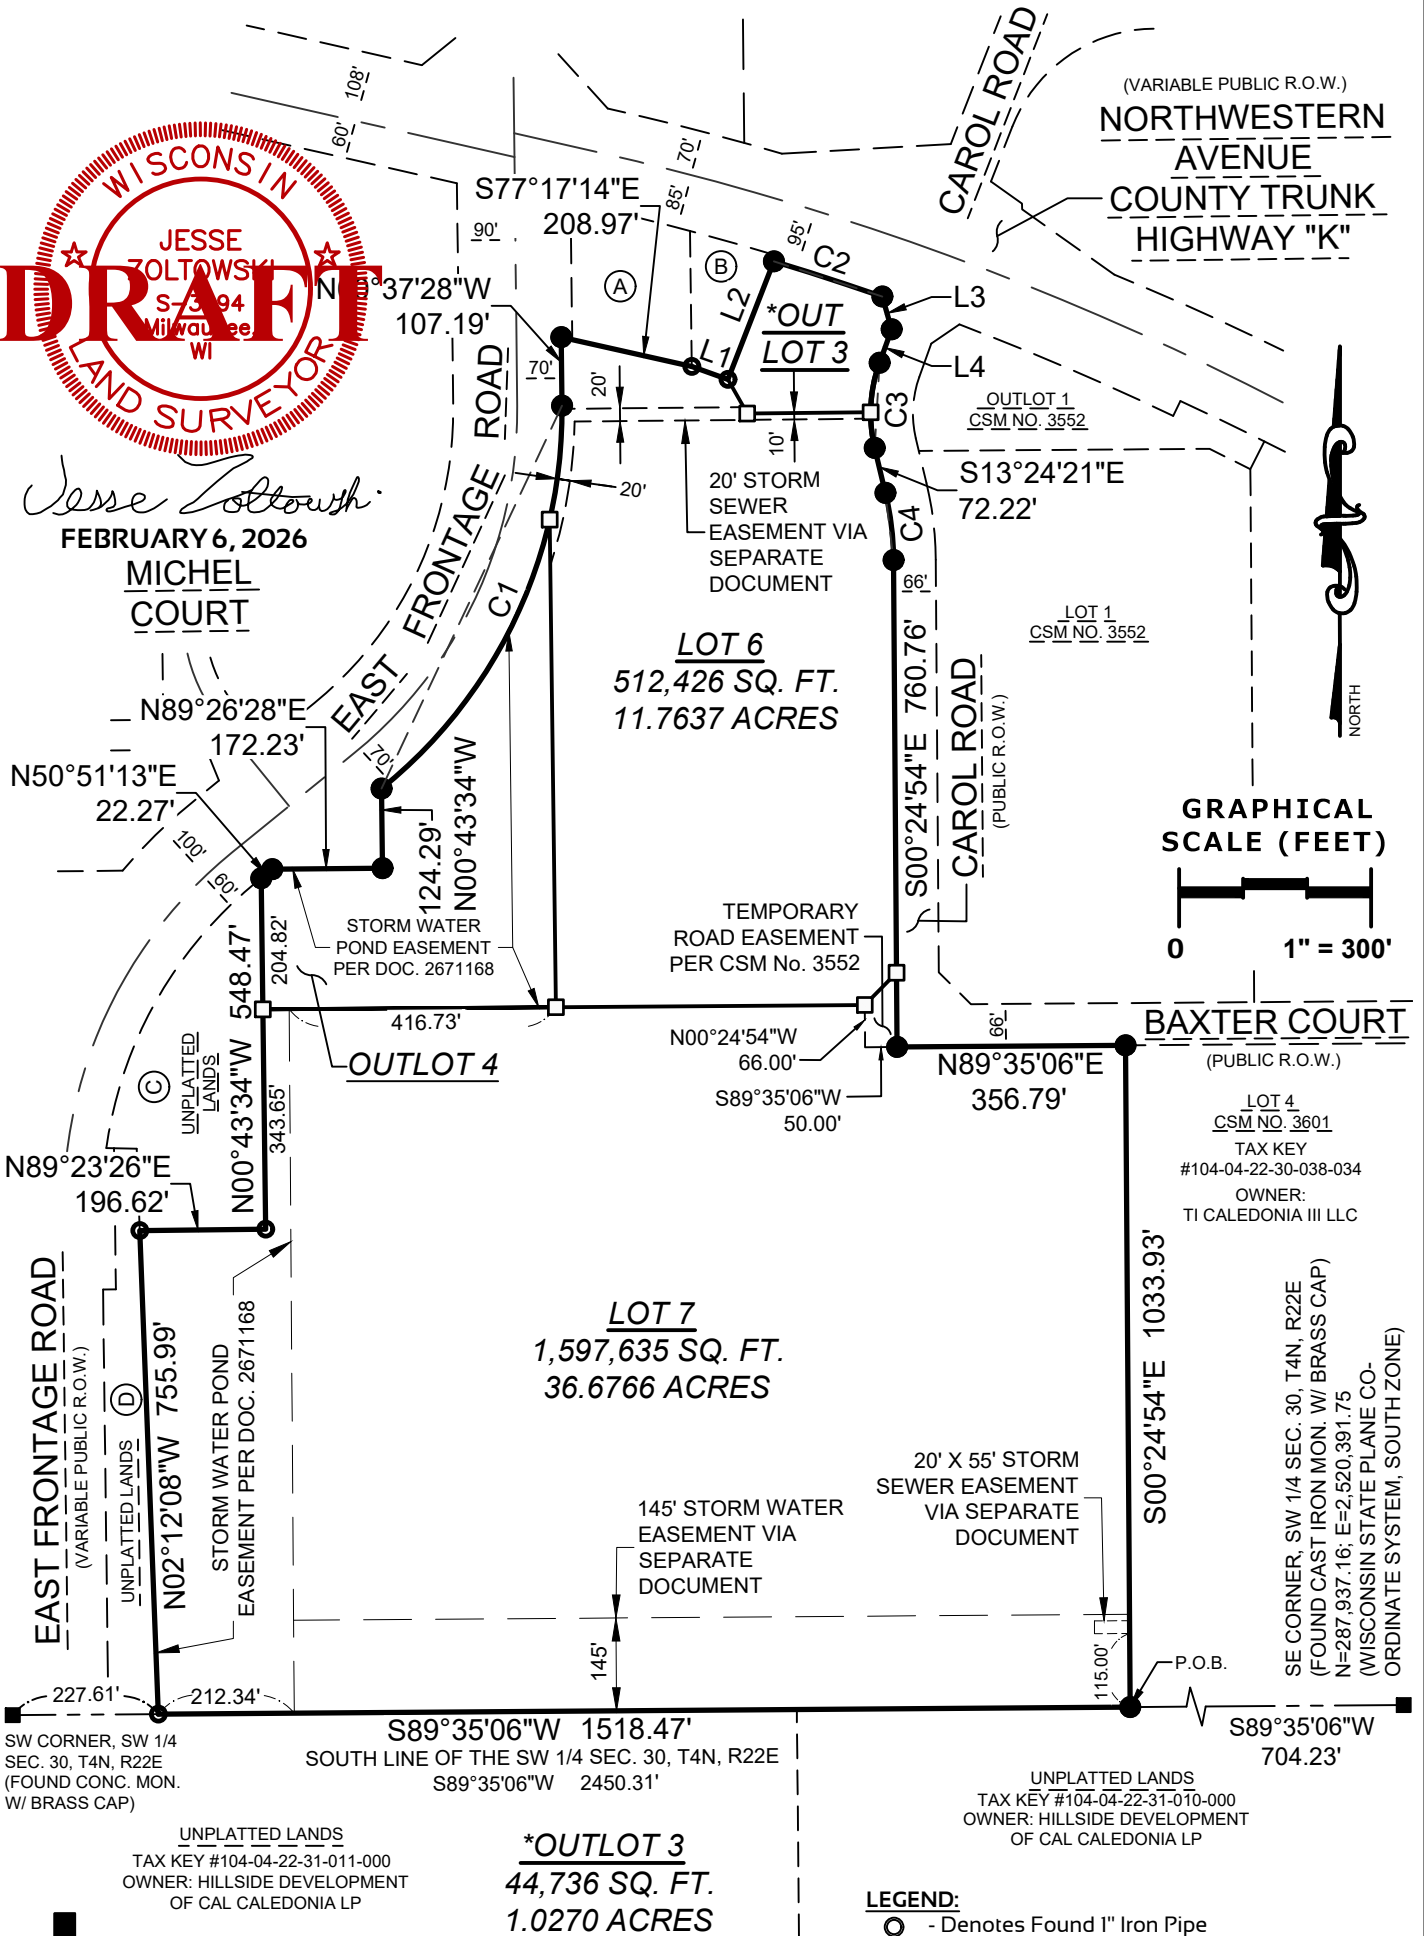 (VARIABLE PUBLIC R.O.W.)
NORTHWESTERN
AVENUE
COUNTY TRUNK
HIGHWAY "K"
CAROL ROAD
108'
60'
70'
85'
95'
90'
WISCONSIN
JESSE
ZOLTOWSKI
Milwaukee,
WI
LAND SURVEYOR
DRAFT
Jesse Zoltowski
FEBRUARY 6, 2026
MICHEL
COURT
S77°17'14"E
208.97'
107.19'
A
B
C2
L2
L1
L3
L4
C3
*OUT
LOT 3
70'
20'
10'
20'
EAST FRONTAGE ROAD
C1
70'
20' STORM
SEWER
EASEMENT VIA
SEPARATE
DOCUMENT
OUTLOT 1
CSM NO. 3552
S13°24'21"E
72.22'
C4
66'
LOT 1
CSM NO. 3552
NORTH
LOT 6
512,426 SQ. FT.
11.7637 ACRES
N89°26'28"E
172.23'
N50°51'13"E
22.27'
100'
60'
124.29'
N00°43'34"W
S00°24'54"E 760.76'
CAROL ROAD
(PUBLIC R.O.W.)
GRAPHICAL
SCALE (FEET)
0 1" = 300'
STORM WATER
POND EASEMENT
PER DOC. 2671168
TEMPORARY
ROAD EASEMENT
PER CSM No. 3552
N00°43'34"W 548.47'
204.82'
343.65'
416.73'
OUTLOT 4
C
UNPLATTED
LANDS
N00°24'54"W
66.00'
S89°35'06"W
50.00'
66'
N89°35'06"E
356.79'
BAXTER COURT
(PUBLIC R.O.W.)
LOT 4
CSM NO. 3601
TAX KEY
#104-04-22-30-038-034
OWNER:
TI CALEDONIA III LLC
N89°23'26"E
196.62'
EAST FRONTAGE ROAD
(VARIABLE PUBLIC R.O.W.)
D
UNPLATTED LANDS
N02°12'08"W 755.99'
STORM WATER POND
EASEMENT PER DOC. 2671168
LOT 7
1,597,635 SQ. FT.
36.6766 ACRES
S00°24'54"E 1033.93'
145' STORM WATER
EASEMENT VIA
SEPARATE
DOCUMENT
20' X 55' STORM
SEWER EASEMENT
VIA SEPARATE
DOCUMENT
145'
115.00'
P.O.B.
SE CORNER, SW 1/4 SEC. 30, T4N, R22E
(FOUND CAST IRON MON. W/ BRASS CAP)
N=287,937.16; E=2,520,391.75
(WISCONSIN STATE PLANE CO-
ORDINATE SYSTEM, SOUTH ZONE)
227.61'
212.34'
S89°35'06"W 1518.47'
SOUTH LINE OF THE SW 1/4 SEC. 30, T4N, R22E
S89°35'06"W 2450.31'
S89°35'06"W
704.23'
SW CORNER, SW 1/4
SEC. 30, T4N, R22E
(FOUND CONC. MON.
W/ BRASS CAP)
UNPLATTED LANDS
TAX KEY #104-04-22-31-010-000
OWNER: HILLSIDE DEVELOPMENT
OF CAL CALEDONIA LP
UNPLATTED LANDS
TAX KEY #104-04-22-31-011-000
OWNER: HILLSIDE DEVELOPMENT
OF CAL CALEDONIA LP
*OUTLOT 3
44,736 SQ. FT.
1.0270 ACRES
LEGEND:
- Denotes Found 1" Iron Pipe